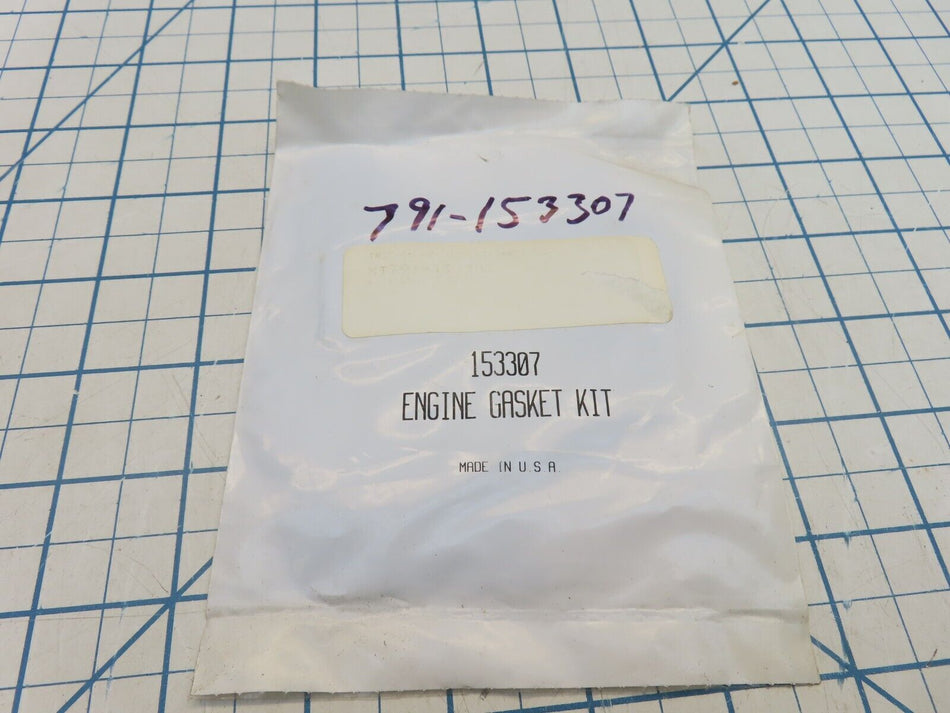 791-153307
153307
ENGINE GASKET KIT
MADE IN U.S.A.